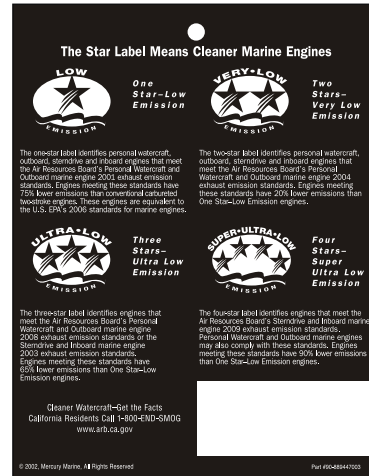 The Star Label Means Cleaner Marine Engines
LOW
EMISSION
One
Star–Low
Emission
The one-star label identifies personal watercraft,
outboard, sterndrive and inboard engines that meet
the Air Resources Board's Personal Watercraft and
Outboard marine engine 2001 exhaust emission
standards. Engines meeting these standards have
75% lower emissions than conventional carbureted
two-stroke engines. These engines are equivalent to
the U.S. EPA's 2006 standards for marine engines.
VERY•LOW
EMISSION
Two
Stars–
Very Low
Emission
The two-star label identifies personal watercraft,
outboard, sterndrive and inboard engines that
meet the Air Resources Board's Personal
Watercraft and Outboard marine engine 2004
exhaust emission standards. Engines meeting
these standards have 20% lower emissions than
One Star–Low Emission engines.
ULTRA•LOW
EMISSION
Three
Stars–
Ultra Low
Emission
The three-star label identifies engines that
meet the Air Resources Board's Personal
Watercraft and Outboard marine engine
2008 exhaust emission standards or the
Sterndrive and Inboard marine engine
2003 exhaust emission standards.
Engines meeting these standards have
65% lower emissions than One Star–Low
Emission engines.
SUPER•ULTRA•LOW
EMISSION
Four
Stars–
Super
Ultra Low
Emission
The four-star label identifies engines that meet the
Air Resources Board's Sterndrive and Inboard marine
engine 2009 exhaust emission standards.
Personal Watercraft and Outboard marine engines
may also comply with these standards. Engines
meeting these standards have 90% lower emissions
than One Star–Low Emission engines.
Cleaner Watercraft–Get the Facts
California Residents Call 1-800-END-SMOG
www.arb.ca.gov
© 2002, Mercury Marine, All Rights Reserved
Part #90-889447003